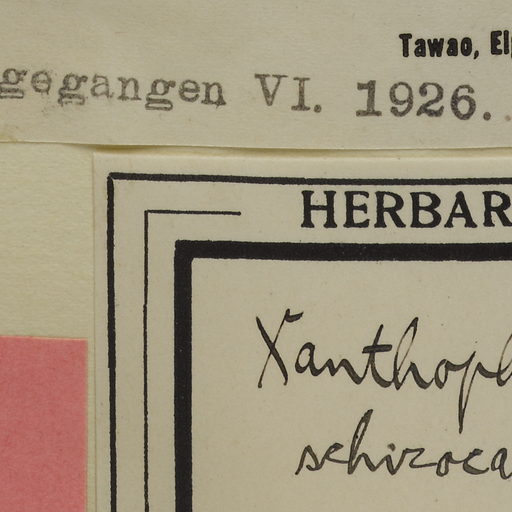 Tawao, El
gegangen VI. 1926.
HERBAR
Xanthoph
schizoca